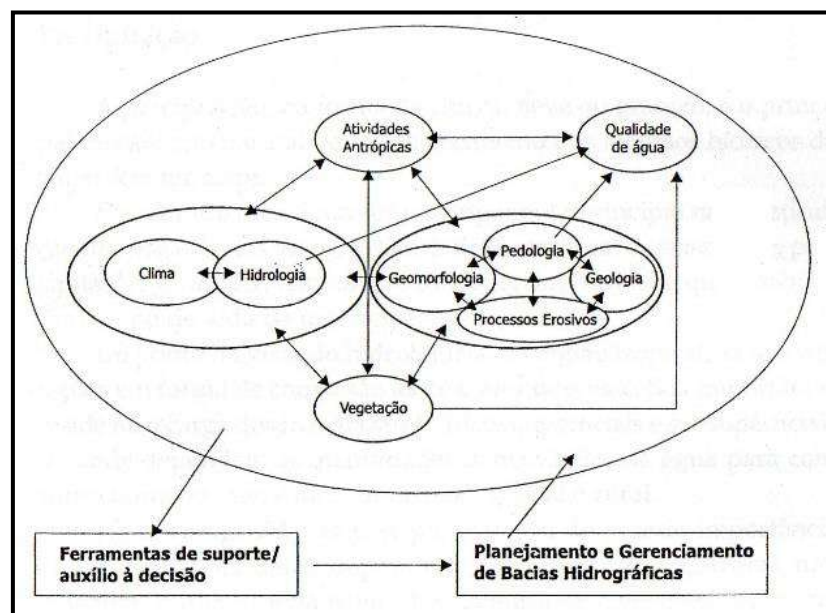 Atividades
Antrópicas
Qualidade
de água
Clima
Hidrologia
Geomorfologia
Pedologia
Geologia
Processos Erosivos
Vegetação
Ferramentas de suporte/
auxílio à decisão
Planejamento e Gerenciamento
de Bacias Hidrográficas